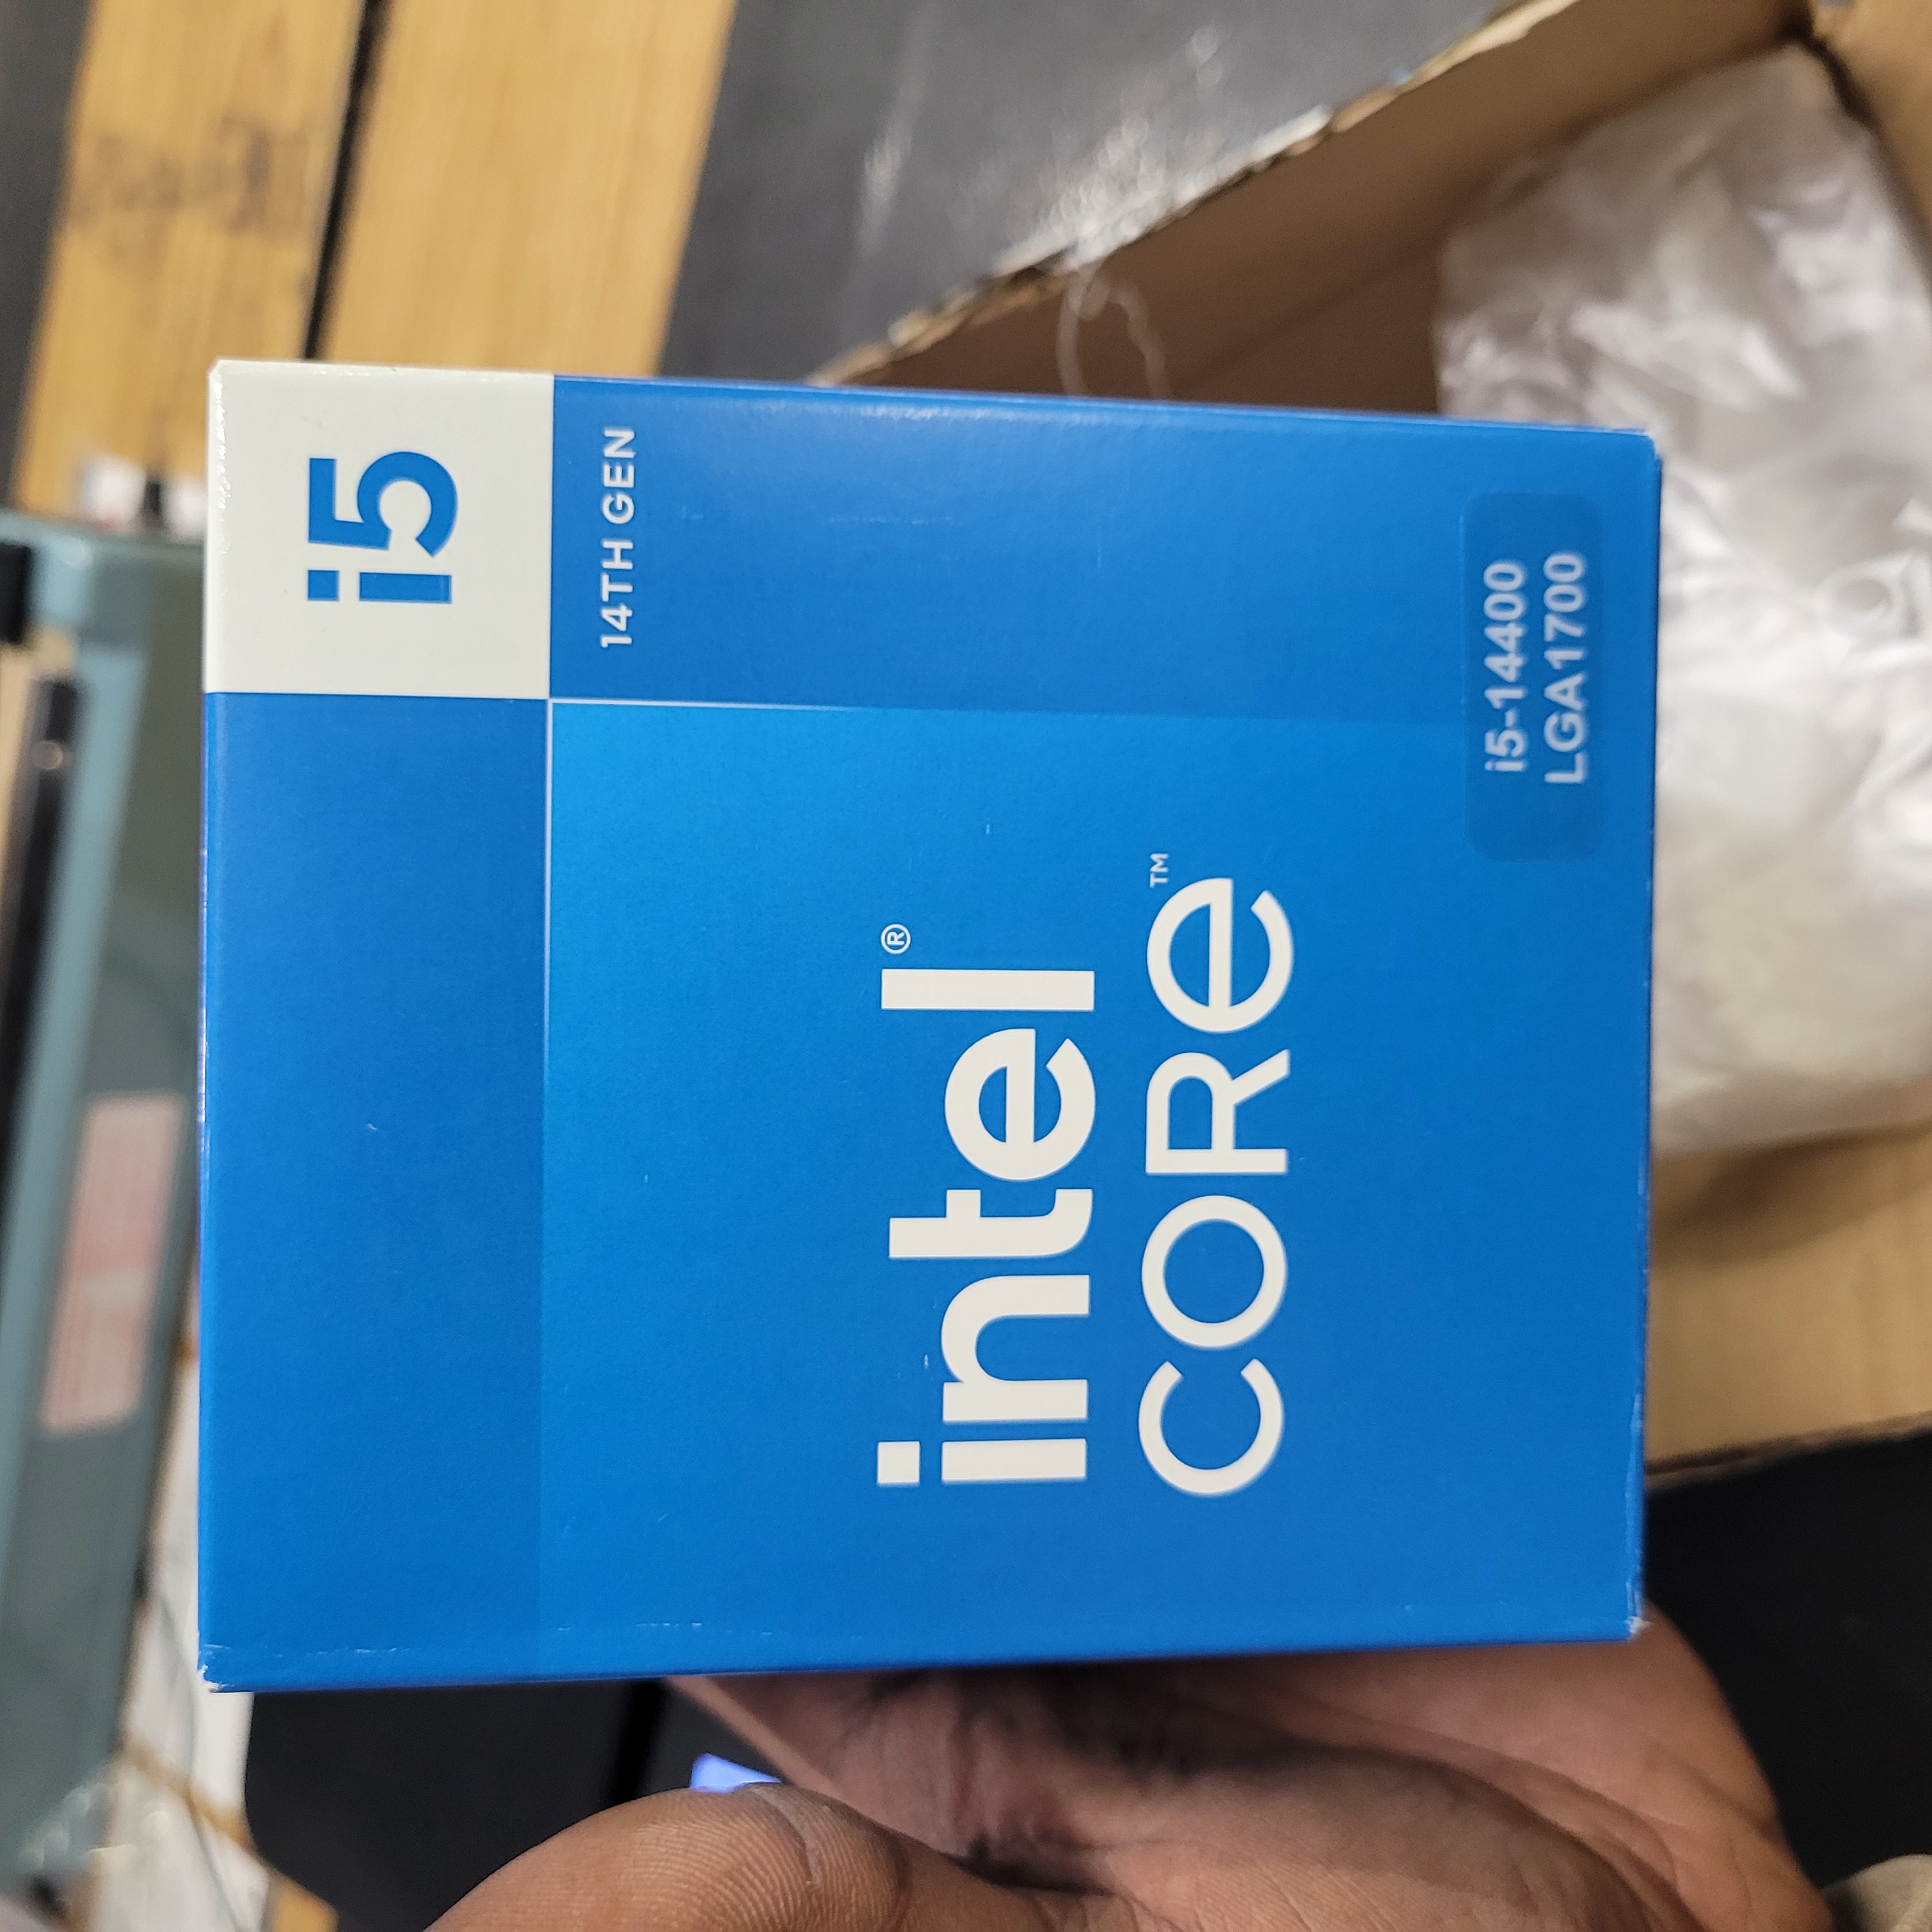 i5
14TH GEN
intel®
CORe™
i5-14400
LGA1700